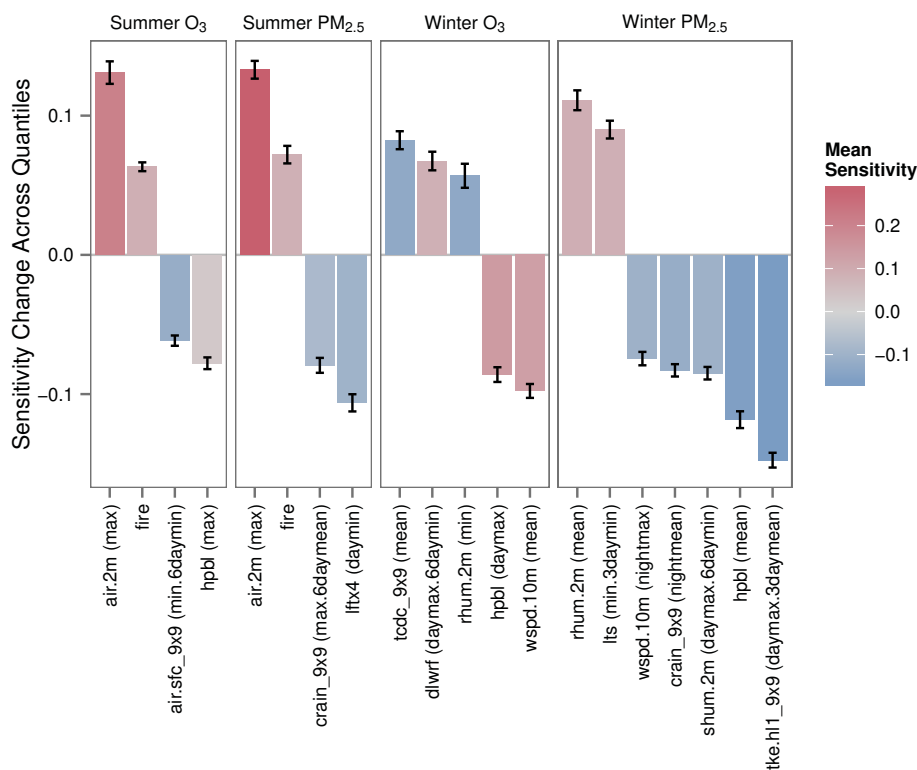 Summer O3
Summer PM2.5
Winter O3
Winter PM2.5
Sensitivity Change Across Quantiles
0.1
0.0
−0.1
Mean
Sensitivity
0.2
0.1
0.0
−0.1
air.2m (max)
fire
air.sfc_9x9 (min.6daymin)
hpbl (max)
air.2m (max)
fire
crain_9x9 (max.6daymean)
lftx4 (daymin)
tcdc_9x9 (mean)
dlwrf (daymax.6daymin)
rhum.2m (min)
hpbl (daymax)
wspd.10m (mean)
rhum.2m (mean)
lts (min.3daymin)
wspd.10m (nightmax)
crain_9x9 (nightmean)
shum.2m (daymax.6daymin)
hpbl (mean)
tke.hl1_9x9 (daymax.3daymean)